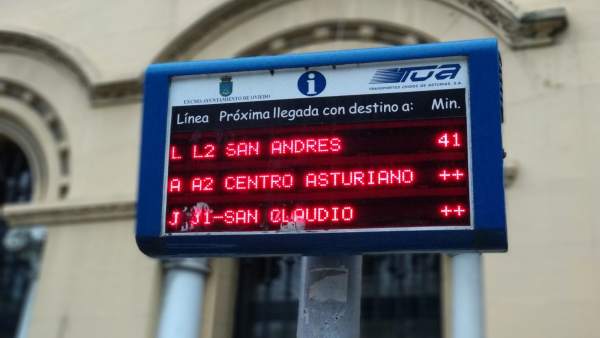 EXCMO. AYUNTAMIENTO DE OVIEDO
i
TUA
TRANSPORTES UNIDOS DE ASTURIAS, S.A.
Línea Próxima llegada con destino a: Min.
L L2 SAN ANDRES 41
A A2 CENTRO ASTURIANO ++
J J1-SAN CLAUDIO ++